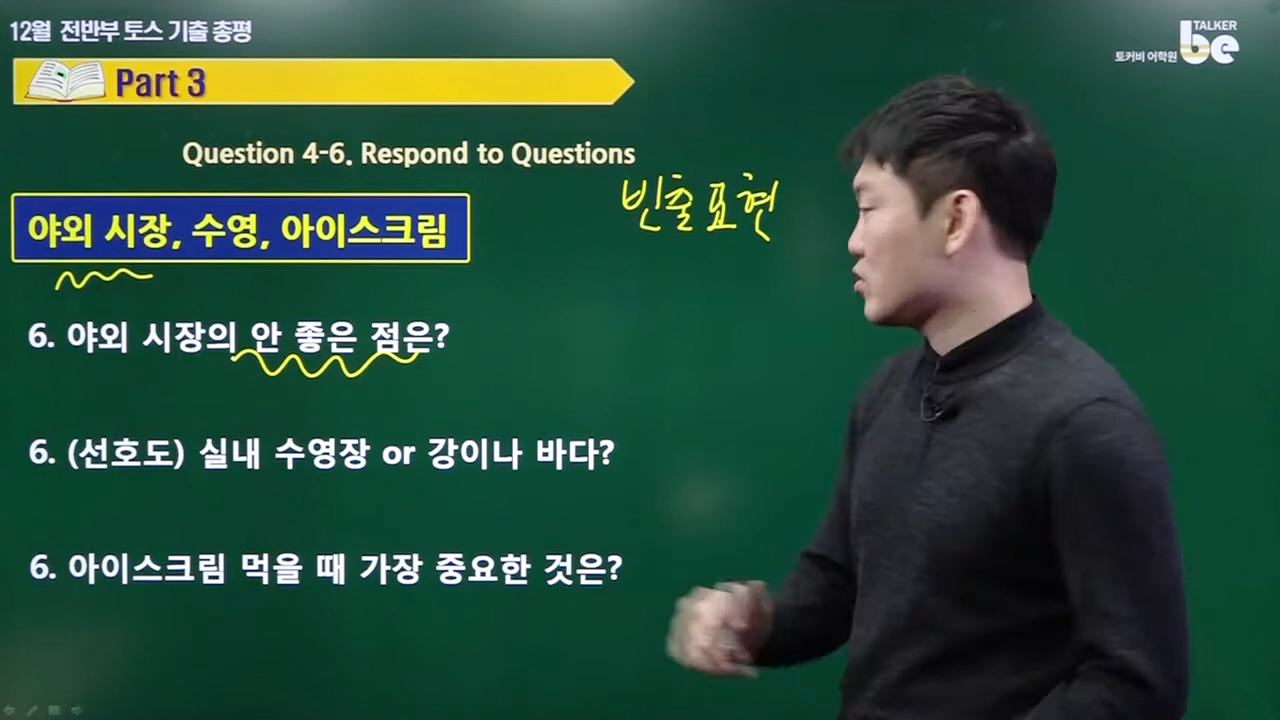 12월 전반부 토스 기출 총평
TALKER
be
토커비 어학원
Part 3
Question 4-6. Respond to Questions
빈출표현
야외 시장, 수영, 아이스크림
6. 야외 시장의 안 좋은 점은?
6. (선호도) 실내 수영장 or 강이나 바다?
6. 아이스크림 먹을 때 가장 중요한 것은?